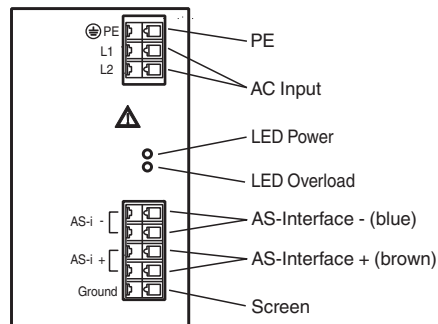 PE
PE
L1
L2
AC Input
LED Power
LED Overload
AS-i -
AS-Interface - (blue)
AS-i +
AS-Interface + (brown)
Ground
Screen